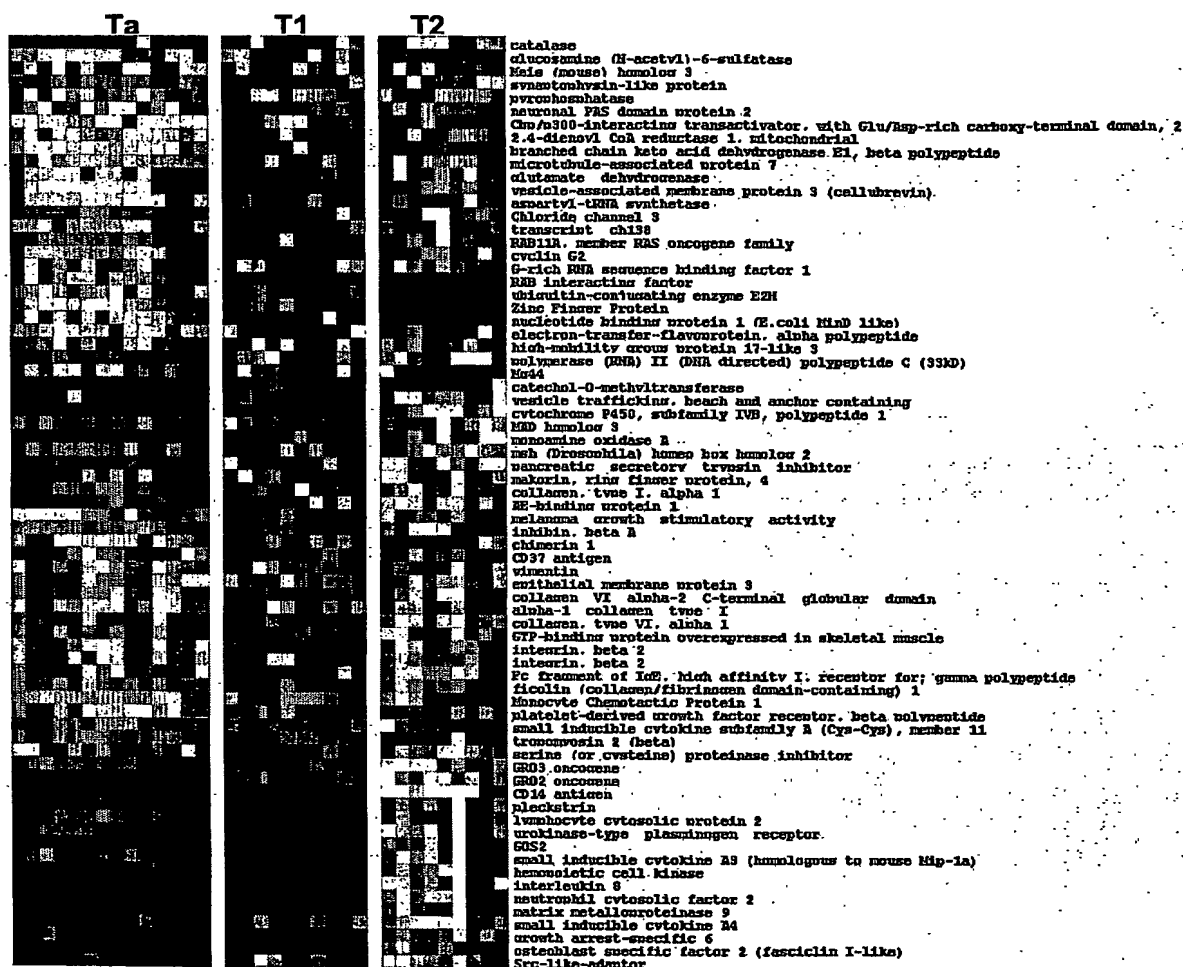 Ta T1 T2
catalase
glucosamine (N-acetyl)-6-sulfatase
Meis (mouse) homolog 3
synaptophysin-like protein
pyrophosphatase
neuronal PAS domain protein 2
Cbp/p300-interacting transactivator, with Glu/Asp-rich carboxy-terminal domain, 2
2,4-dienoyl CoA reductase 1, mitochondrial
branched chain keto acid dehydrogenase E1, beta polypeptide
microtubule-associated protein 7
glutamate dehydrogenase
vesicle-associated membrane protein 3 (cellubrevin)
aspartyl-tRNA synthetase
Chloride channel 3
transcript ch138
RAB11A, member RAS oncogene family
cyclin G2
G-rich RNA sequence binding factor 1
RAB interacting factor
ubiquitin-conjugating enzyme E2H
Zinc Finger Protein
nucleotide binding protein 1 (E.coli MinD like)
electron-transfer-flavoprotein, alpha polypeptide
high-mobility group protein 17-like 3
polymerase (RNA) II (DNA directed) polypeptide C (33kD)
catechol-O-methyltransferase
vesicle trafficking, beach and anchor containing
cytochrome P450, subfamily IVB, polypeptide 1
MAD homolog 3
monoamine oxidase A
msh (Drosophila) homeo box homolog 2
pancreatic secretory trypsin inhibitor
makorin, ring finger protein, 4
collagen, type I, alpha 1
AE-binding protein 1
melanoma growth stimulatory activity
inhibin, beta A
chimerin 1
CD37 antigen
vimentin
epithelial membrane protein 3
collagen VI alpha-2 C-terminal globular domain
alpha-1 collagen type I
collagen, type VI, alpha 1
GTP-binding protein overexpressed in skeletal muscle
integrin, beta 2
integrin, beta 2
Fc fragment of IgE, high affinity I, receptor for; gamma polypeptide
ficolin (collagen/fibrinogen domain-containing) 1
Monocyte Chemotactic Protein 1
platelet-derived growth factor receptor, beta polypeptide
small inducible cytokine subfamily A (Cys-Cys), member 11
tropomyosin 2 (beta)
serine (or cysteine) proteinase inhibitor
GRO3 oncogene
GRO2 oncogene
CD14 antigen
pleckstrin
lymphocyte cytosolic protein 2
urokinase-type plasminogen receptor
GOS2
small inducible cytokine A3 (homologous to mouse Mip-1a)
hemopoietic cell kinase
interleukin 8
neutrophil cytosolic factor 2
matrix metalloproteinase 9
small inducible cytokine A4
growth arrest-specific 6
osteoblast specific factor 2 (fasciclin I-like)
Src-like-adaptor